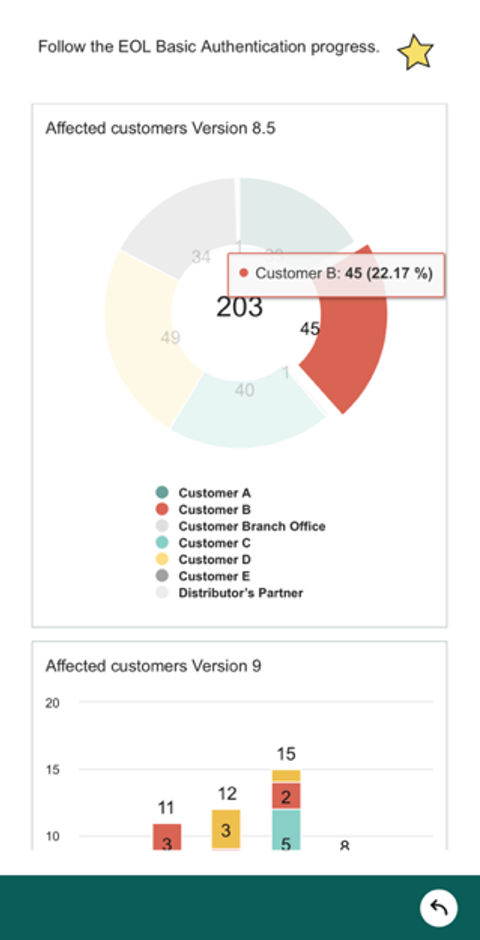 Follow the EOL Basic Authentication progress.
Affected customers Version 8.5
34
1
Customer B: 45 (22.17 %)
203
45
49
1
40
Customer A
Customer B
Customer Branch Office
Customer C
Customer D
Customer E
Distributor's Partner
Affected customers Version 9
20
15
15
12
11
10
3
3
2
5
8